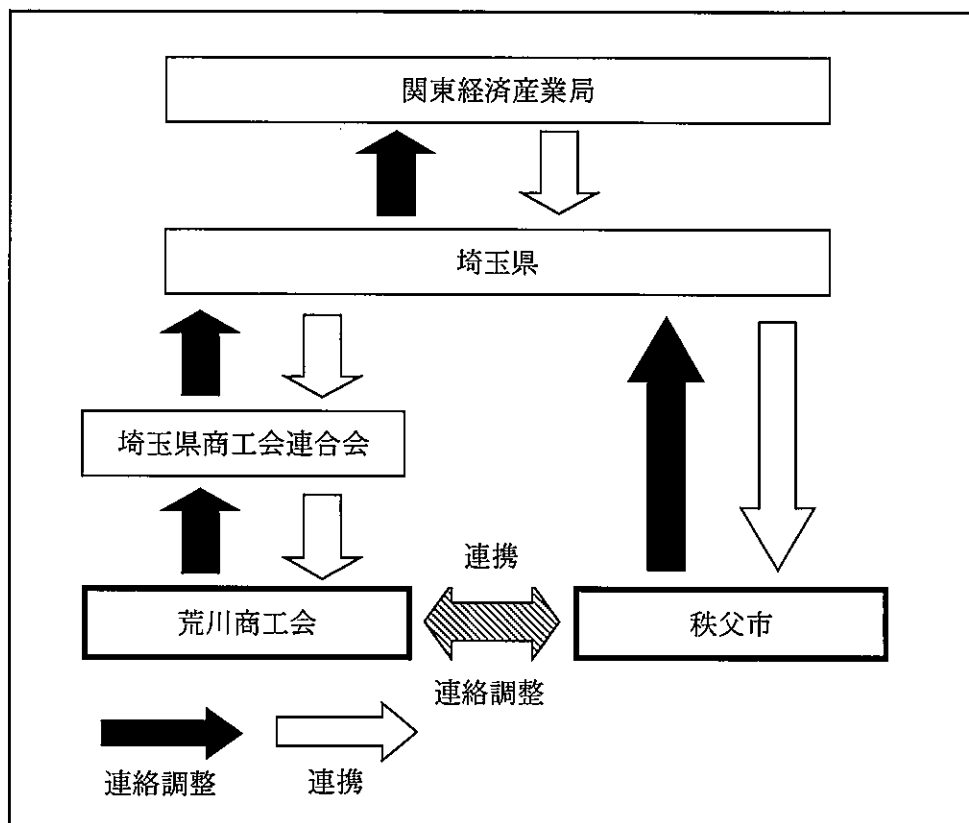 関東経済産業局
埼玉県
埼玉県商工会連合会
連携
荒川商工会
秩父市
連絡調整
連絡調整
連携